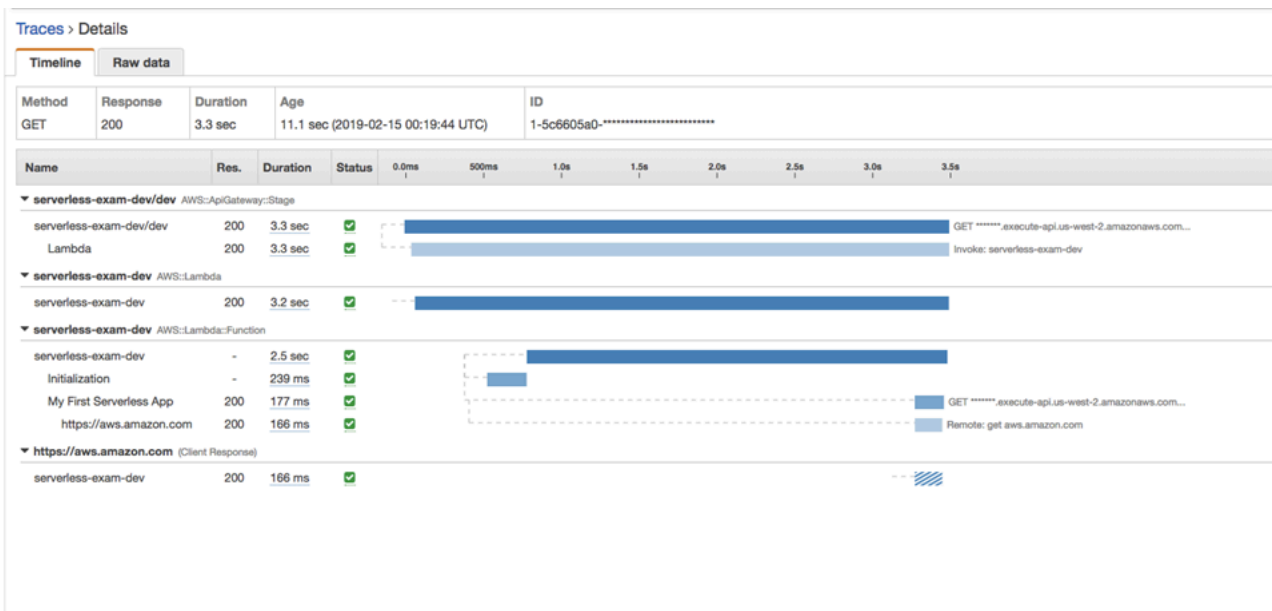 Traces > Details
Timeline Raw data
Method Response Duration Age ID
GET 200 3.3 sec 11.1 sec (2019-02-15 00:19:44 UTC) 1-5c6605a0-************************
Name Res. Duration Status 0.0ms 500ms 1.0s 1.5s 2.0s 2.5s 3.0s 3.5s
serverless-exam-dev/dev AWS::ApiGateway::Stage
serverless-exam-dev/dev 200 3.3 sec GET *******.execute-api.us-west-2.amazonaws.com...
Lambda 200 3.3 sec Invoke: serverless-exam-dev
serverless-exam-dev AWS::Lambda
serverless-exam-dev 200 3.2 sec
serverless-exam-dev AWS::Lambda::Function
serverless-exam-dev - 2.5 sec
Initialization - 239 ms
My First Serverless App 200 177 ms GET *******.execute-api.us-west-2.amazonaws.com...
https://aws.amazon.com 200 166 ms Remote: get aws.amazon.com
https://aws.amazon.com (Client Response)
serverless-exam-dev 200 166 ms